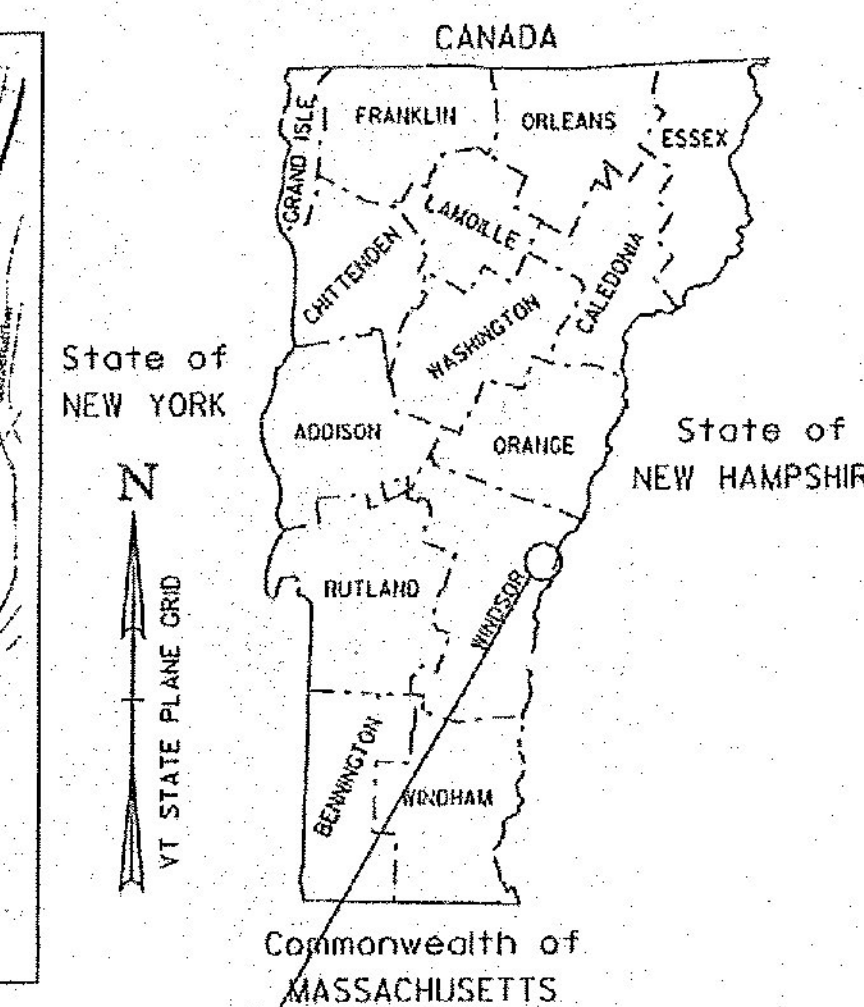 CANADA
FRANKLIN
ORLEANS
ESSEX
GRAND ISLE
LAMOILLE
CHITTENDEN
CALEDONIA
WASHINGTON
State of
NEW YORK
ADDISON
ORANGE
State of
NEW HAMPSHIR
N
VT STATE PLANE GRID
RUTLAND
WINDSOR
BENNINGTON
WINDHAM
Commonwealth of
MASSACHUSETTS